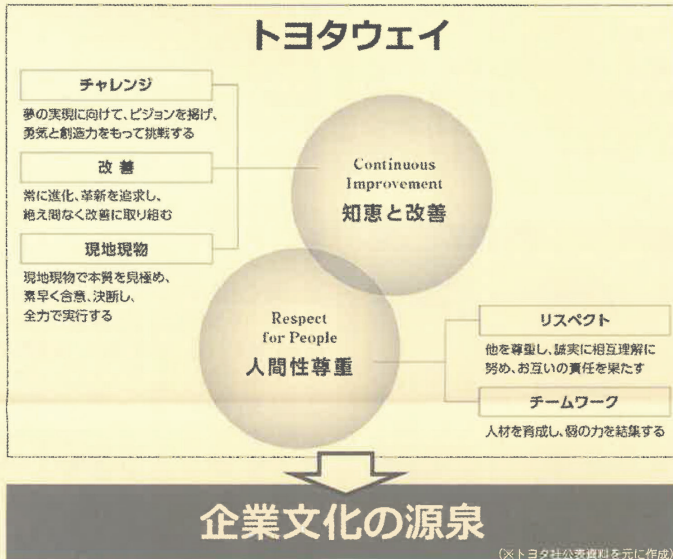 トヨタウェイ
チャレンジ
夢の実現に向けて、ビジョンを掲げ、
勇気と創造力をもって挑戦する
改善
常に進化、革新を追求し、
絶え間なく改善に取り組む
現地現物
現地現物で本質を見極め、
素早く合意、決断し、
全力で実行する
Continuous
Improvement
知恵と改善
Respect
for People
人間性尊重
リスペクト
他を尊重し、誠実に相互理解に
努め、お互いの責任を果たす
チームワーク
人材を育成し、個の力を結集する
企業文化の源泉
(※トヨタ社公表資料を元に作成)